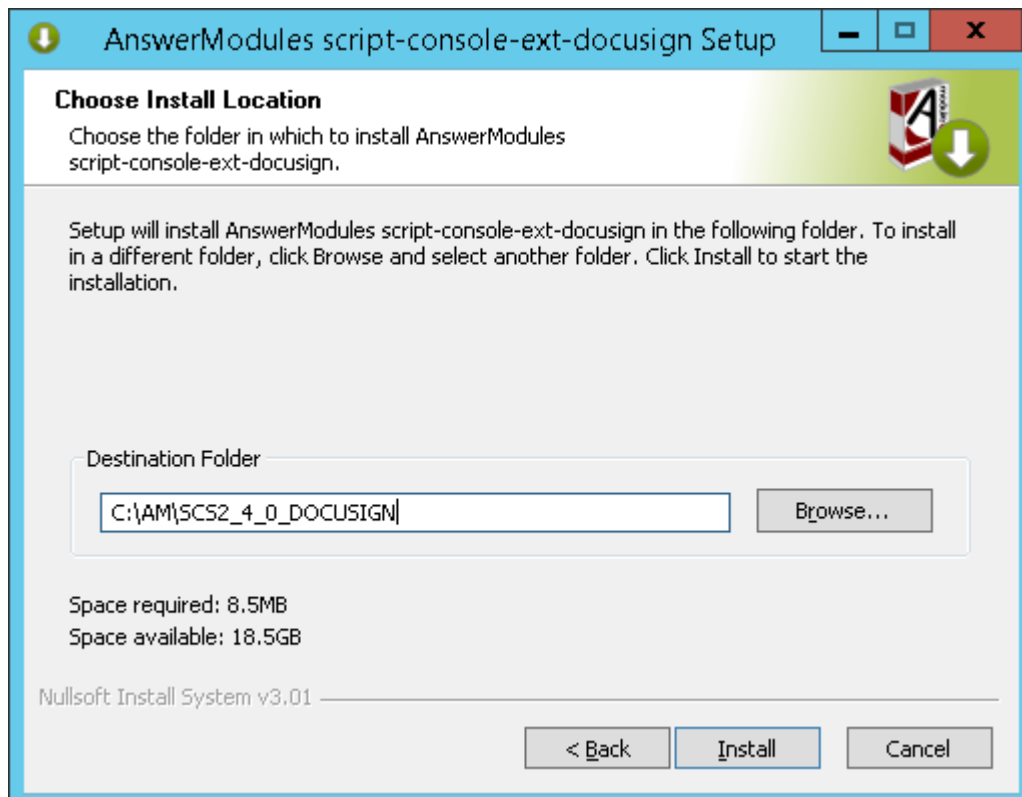 AnswerModules script-console-ext-docusign Setup
Choose Install Location
Choose the folder in which to install AnswerModules
script-console-ext-docusign.
Setup will install AnswerModules script-console-ext-docusign in the following folder. To install
in a different folder, click Browse and select another folder. Click Install to start the
installation.
Destination Folder
C:\AM\SCS2_4_0_DOCUSIGN
Browse...
Space required: 8.5MB
Space available: 18.5GB
Nullsoft Install System v3.01
< Back
Install
Cancel